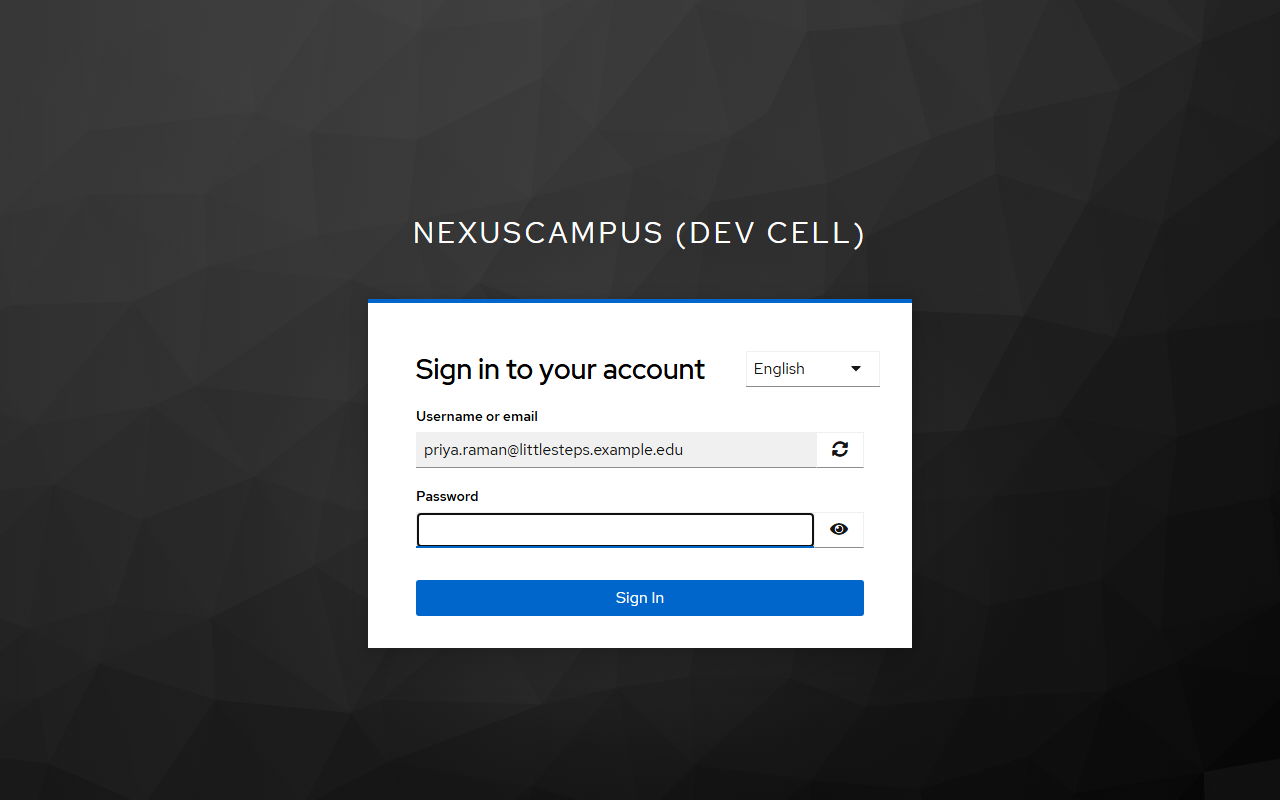 NEXUSCAMPUS (DEV CELL)
Sign in to your account
English
Username or email
priya.raman@littlesteps.example.edu
Password
Sign In